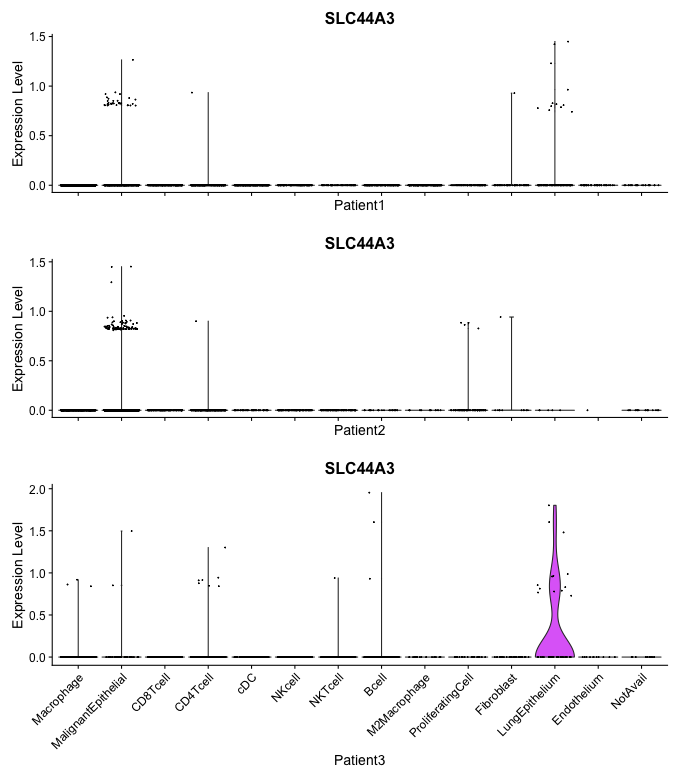 SLC44A3
1.5
1.0
0.5
0.0
Expression Level
Patient1
SLC44A3
1.5
1.0
0.5
0.0
Expression Level
Patient2
SLC44A3
2.0
1.5
1.0
0.5
0.0
Expression Level
Macrophage
MalignantEpithelial
CD8Tcell
CD4Tcell
cDC
NKcell
NKTcell
Bcell
M2Macrophage
ProliferatingCell
Fibroblast
LungEpithelium
Endothelium
NotAvail
Patient3